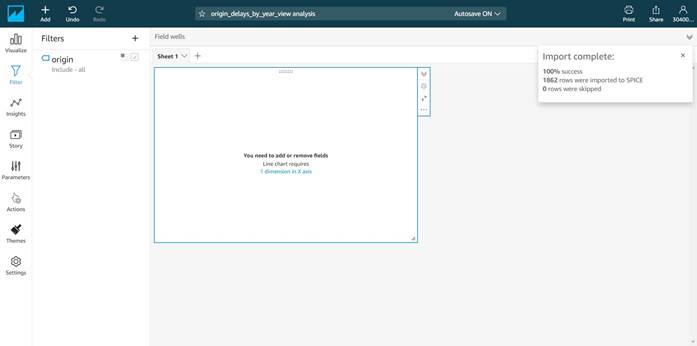 Add
Undo
Redo
origin_delays_by_year_view analysis
Autosave ON
Print
Share
30400...
Visualize
Filter
Insights
Story
Parameters
Actions
Themes
Settings
Filters
origin
Include - all
Field wells
Sheet 1
You need to add or remove fields
Line chart requires
1 dimension in X axis
Import complete:
100% success
1862 rows were imported to SPICE
0 rows were skipped